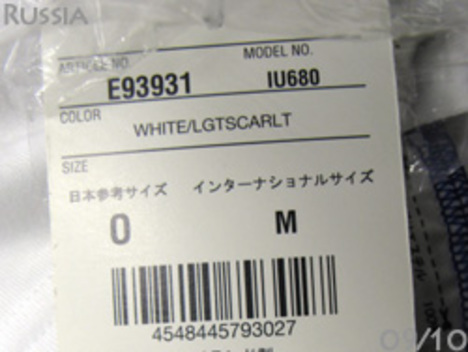 RUSSIA
ARTICLE NO. MODEL NO.
E93931 IU680
COLOR
WHITE/LGTSCARLT
SIZE
日本参考サイズ インターナショナルサイズ
O M
4548445793027
09/10